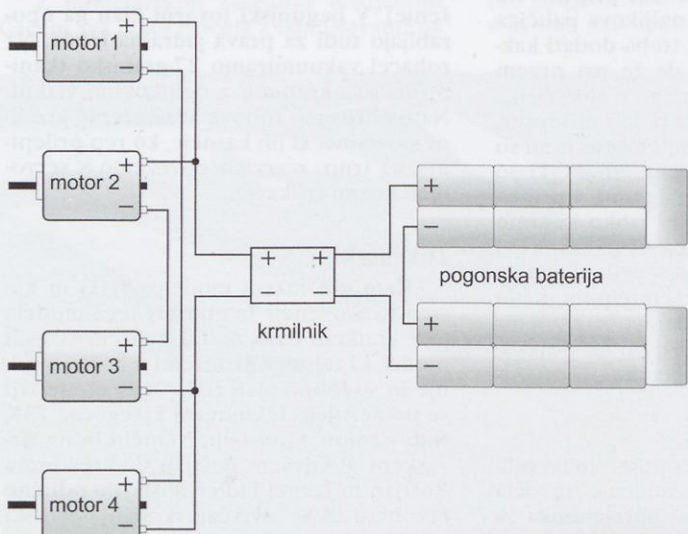 +
motor 1
−
+
motor 2
−
+
motor 3
−
+
motor 4
−
+ +
−
krmilnik
+
−
pogonska baterija
+
−